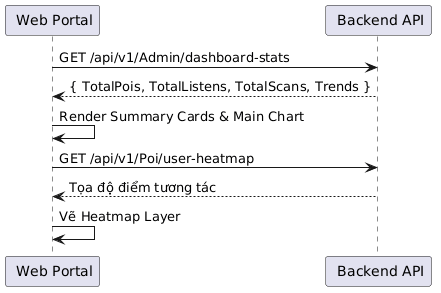 Web Portal
Backend API
GET /api/v1/Admin/dashboard-stats
{ TotalPois, TotalListens, TotalScans, Trends }
Render Summary Cards & Main Chart
GET /api/v1/Poi/user-heatmap
Tọa độ điểm tương tác
Vẽ Heatmap Layer
Web Portal
Backend API